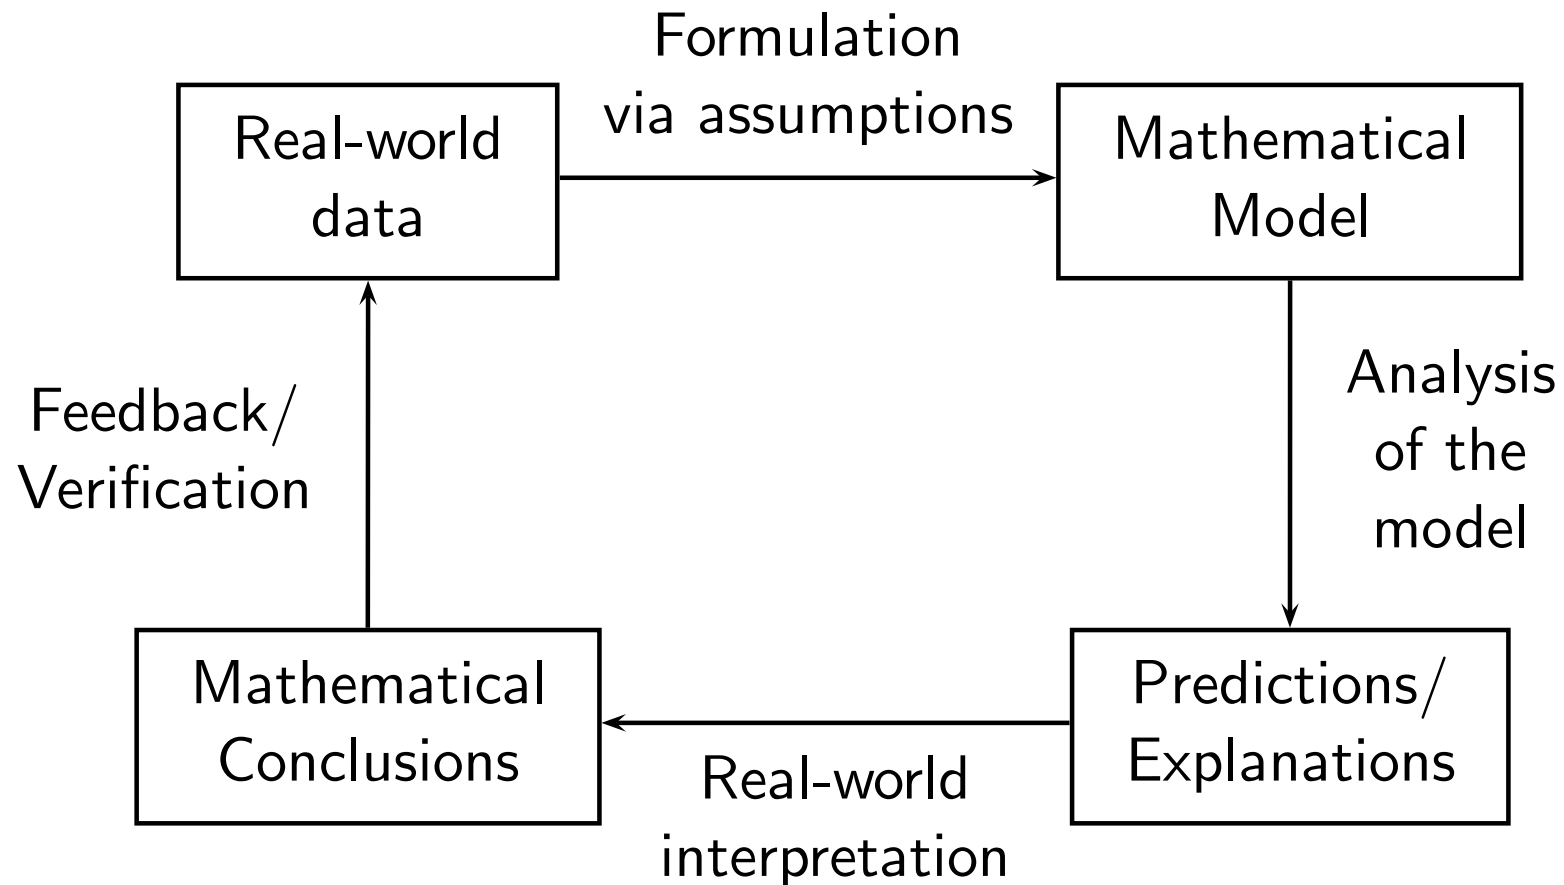 Formulation
via assumptions
Real-world
data
Mathematical
Model
Feedback/
Verification
Analysis
of the
model
Mathematical
Conclusions
Predictions/
Explanations
Real-world
interpretation